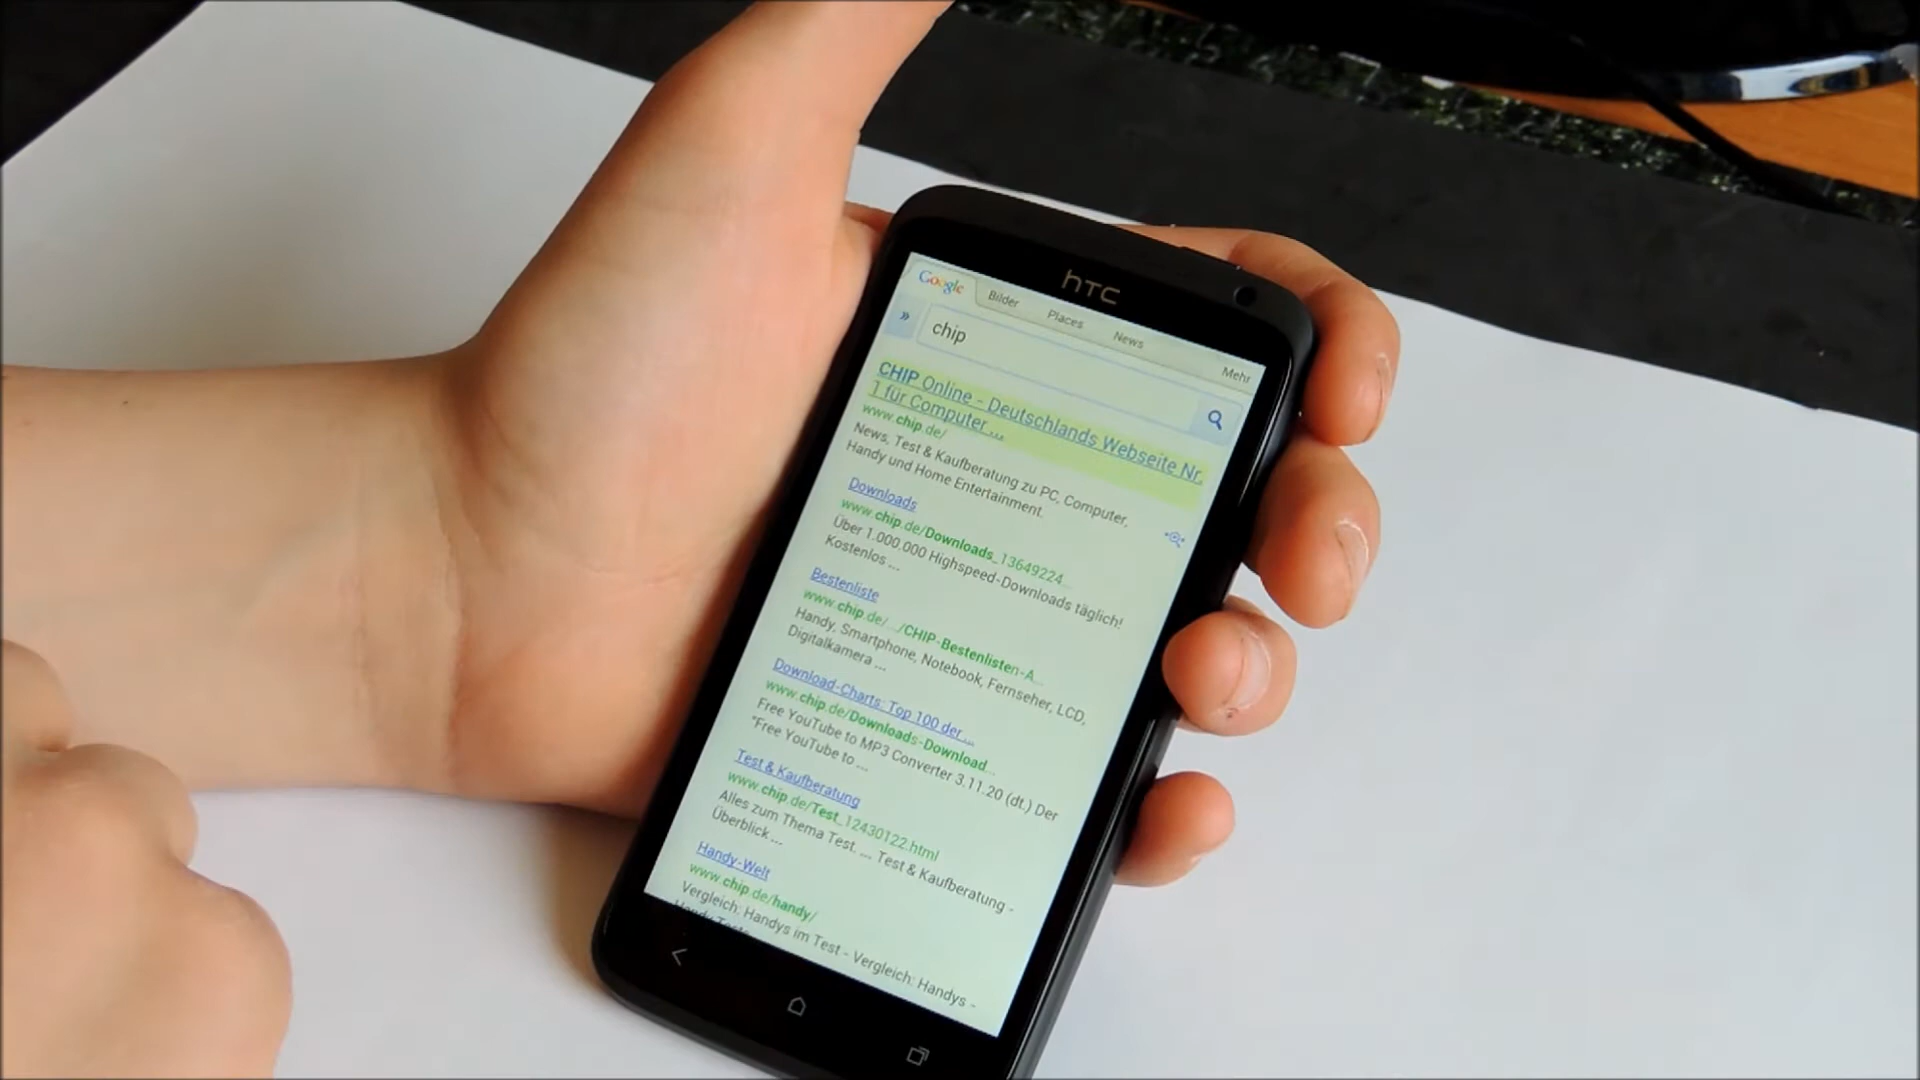 hTC
Google Bilder Places News Mehr
» chip
CHIP Online - Deutschlands Webseite Nr.
1 für Computer ...
www.chip.de/
News, Test & Kaufberatung zu PC, Computer,
Handy und Home Entertainment.
Downloads
www.chip.de/Downloads_13649224...
Über 1.000.000 Highspeed-Downloads täglich!
Kostenlos ...
Bestenliste
www.chip.de/.../CHIP-Bestenlisten-A...
Handy, Smartphone, Notebook, Fernseher, LCD,
Digitalkamera ...
Download-Charts: Top 100 der ...
www.chip.de/Downloads-Download...
Free YouTube to MP3 Converter 3.11.20 (dt.) Der
"Free YouTube to ...
Test & Kaufberatung
www.chip.de/Test_12430122.html
Alles zum Thema Test. ... Test & Kaufberatung -
Überblick ...
Handy-Welt
www.chip.de/handy/
Vergleich: Handys im Test - Vergleich: Handys -
Handy-Tests